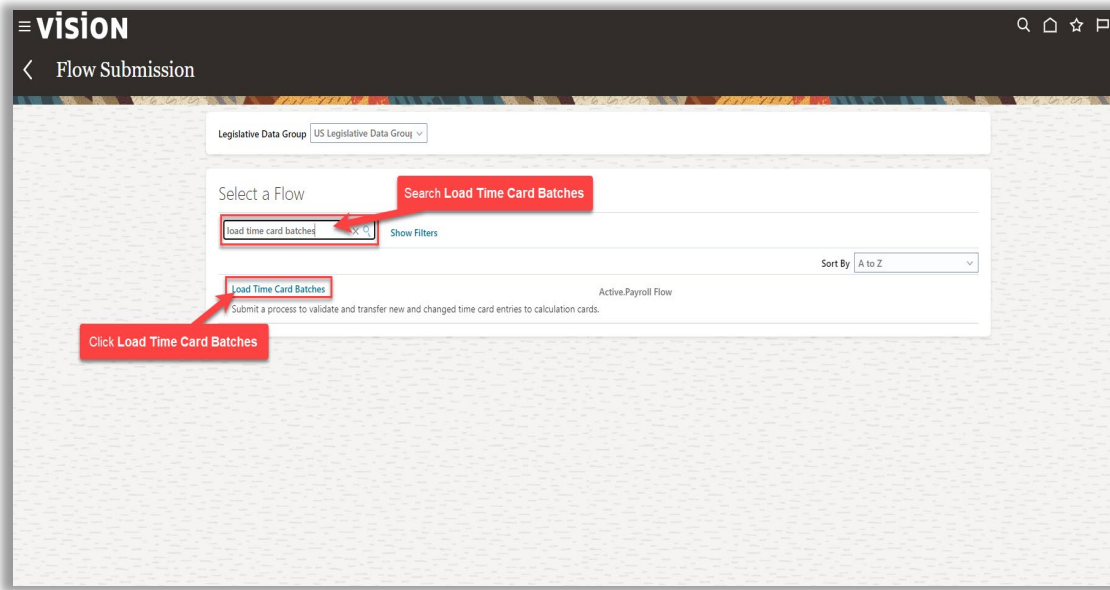 ≡ VISION
Flow Submission
Legislative Data Group US Legislative Data Group
Select a Flow
Search Load Time Card Batches
load time card batches
Show Filters
Sort By A to Z
Load Time Card Batches
Active.Payroll Flow
Submit a process to validate and transfer new and changed time card entries to calculation cards.
Click Load Time Card Batches